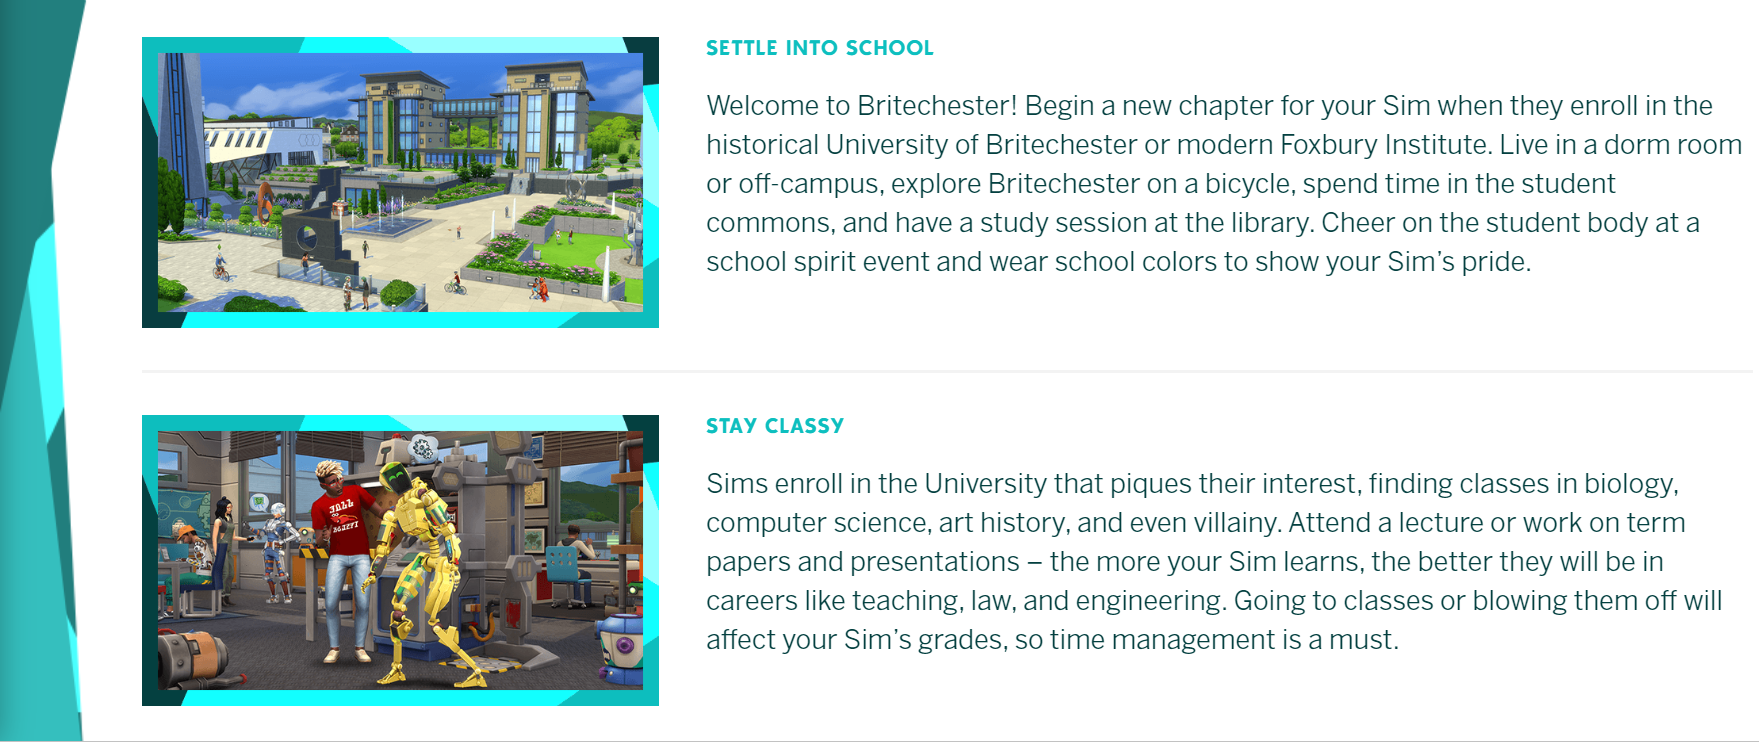 SETTLE INTO SCHOOL
Welcome to Britechester! Begin a new chapter for your Sim when they enroll in the
historical University of Britechester or modern Foxbury Institute. Live in a dorm room
or off-campus, explore Britechester on a bicycle, spend time in the student
commons, and have a study session at the library. Cheer on the student body at a
school spirit event and wear school colors to show your Sim’s pride.
STAY CLASSY
Sims enroll in the University that piques their interest, finding classes in biology,
computer science, art history, and even villainy. Attend a lecture or work on term
papers and presentations – the more your Sim learns, the better they will be in
careers like teaching, law, and engineering. Going to classes or blowing them off will
affect your Sim’s grades, so time management is a must.